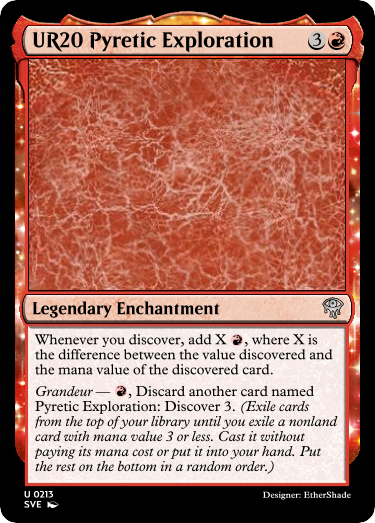 UR20 Pyretic Exploration 3
Legendary Enchantment
Whenever you discover, add X , where X is
the difference between the value discovered and
the mana value of the discovered card.
Grandeur — , Discard another card named
Pyretic Exploration: Discover 3. (Exile cards
from the top of your library until you exile a nonland
card with mana value 3 or less. Cast it without
paying its mana cost or put it into your hand. Put
the rest on the bottom in a random order.)
U 0213
SVE
Designer: EtherShade